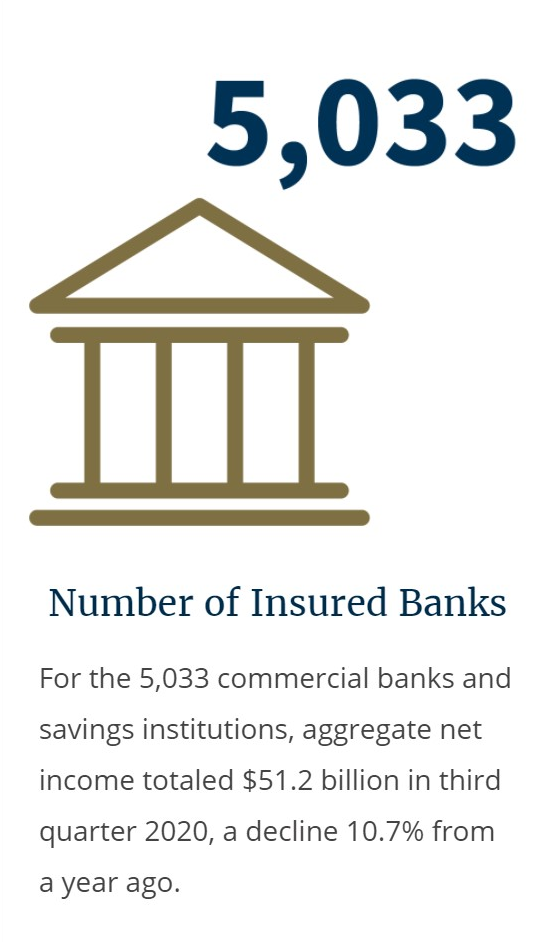 5,033
Number of Insured Banks
For the 5,033 commercial banks and
savings institutions, aggregate net
income totaled $51.2 billion in third
quarter 2020, a decline 10.7% from
a year ago.